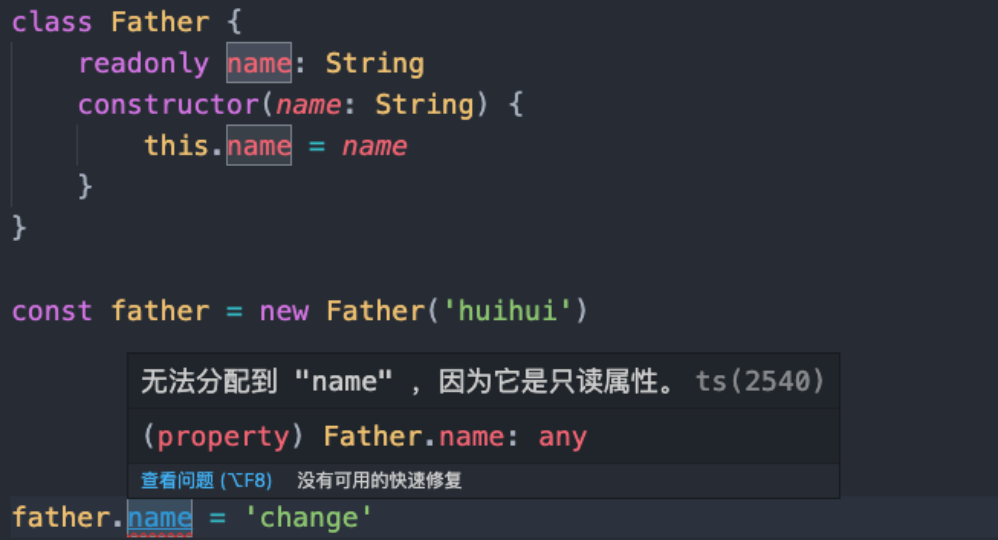 class Father {
    readonly name: String
    constructor(name: String) {
        this.name = name
    }
}
const father = new Father('huihui')
无法分配到 "name" ，因为它是只读属性。 ts(2540)
(property) Father.name: any
查看问题 (⌥F8) 没有可用的快速修复
father.name = 'change'